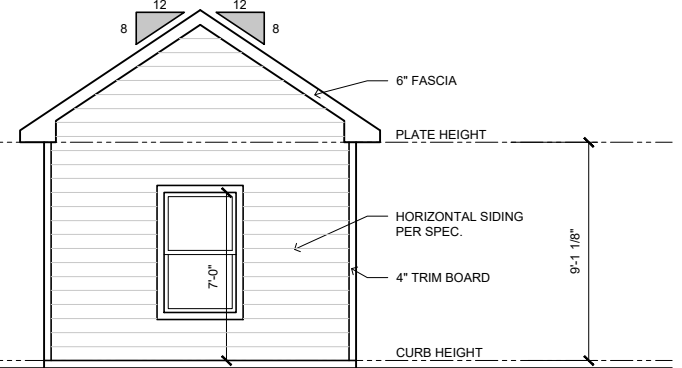 12
12
8
8
6" FASCIA
PLATE HEIGHT
HORIZONTAL SIDING
PER SPEC.
9'-1 1/8"
7'-0"
4" TRIM BOARD
CURB HEIGHT